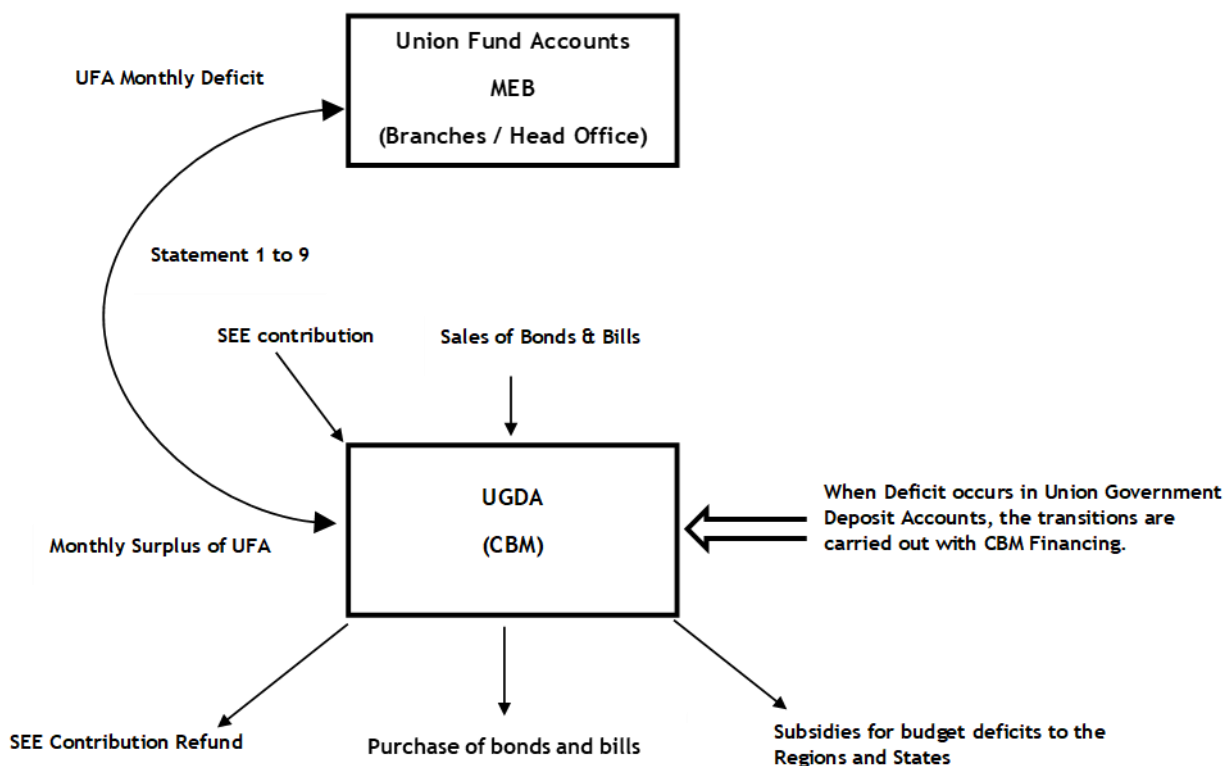 Union Fund Accounts
MEB
(Branches / Head Office)
UFA Monthly Deficit
Statement 1 to 9
SEE contribution
Sales of Bonds & Bills
UGDA
(CBM)
When Deficit occurs in Union Government
Deposit Accounts, the transitions are
carried out with CBM Financing.
Monthly Surplus of UFA
SEE Contribution Refund
Purchase of bonds and bills
Subsidies for budget deficits to the
Regions and States